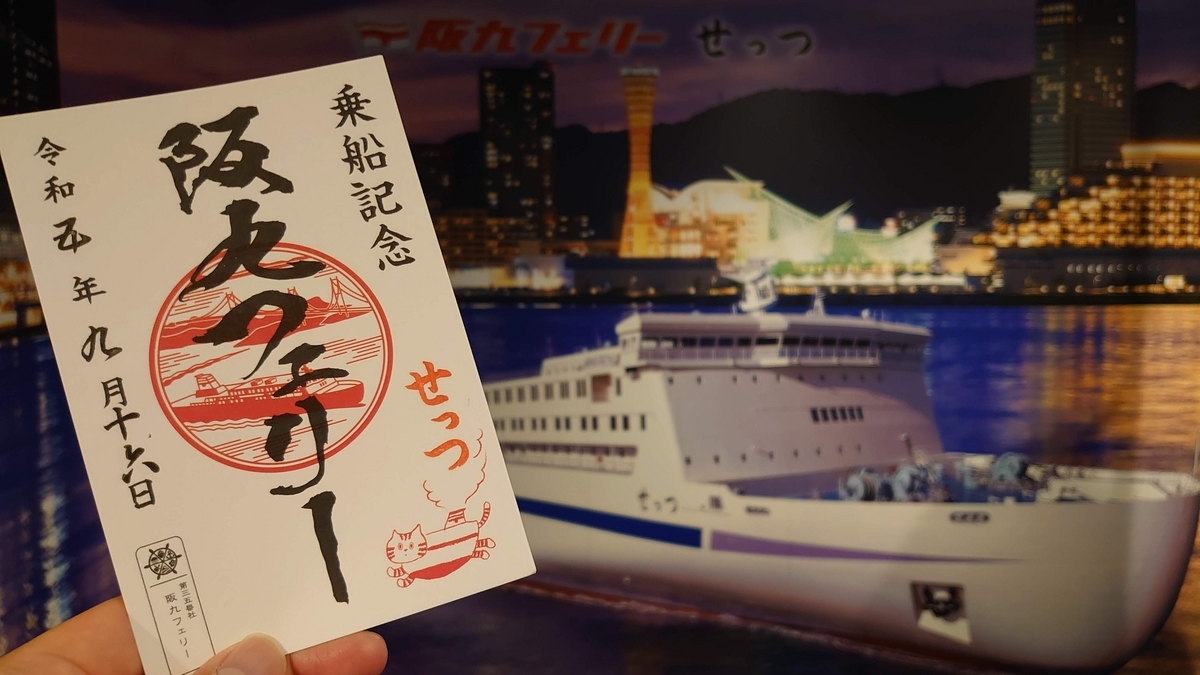 阪九フェリー せっつ
乗船記念
阪九フェリー
せっつ
令和五年九月十六日
第三五番社
阪九フェリー
せっつ